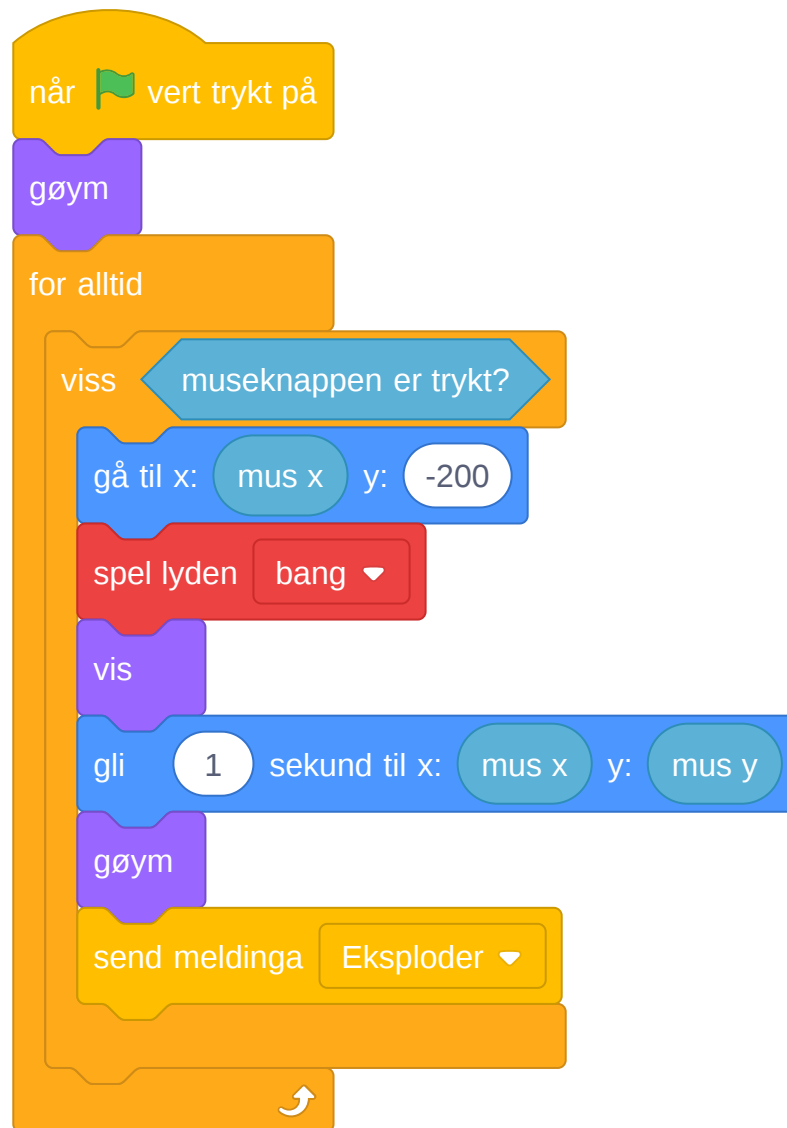 når vert trykt på
gøym
for alltid
viss museknappen er trykt?
gå til x: mus x y: -200
spel lyden bang
vis
gli 1 sekund til x: mus x y: mus y
gøym
send meldinga Eksploder